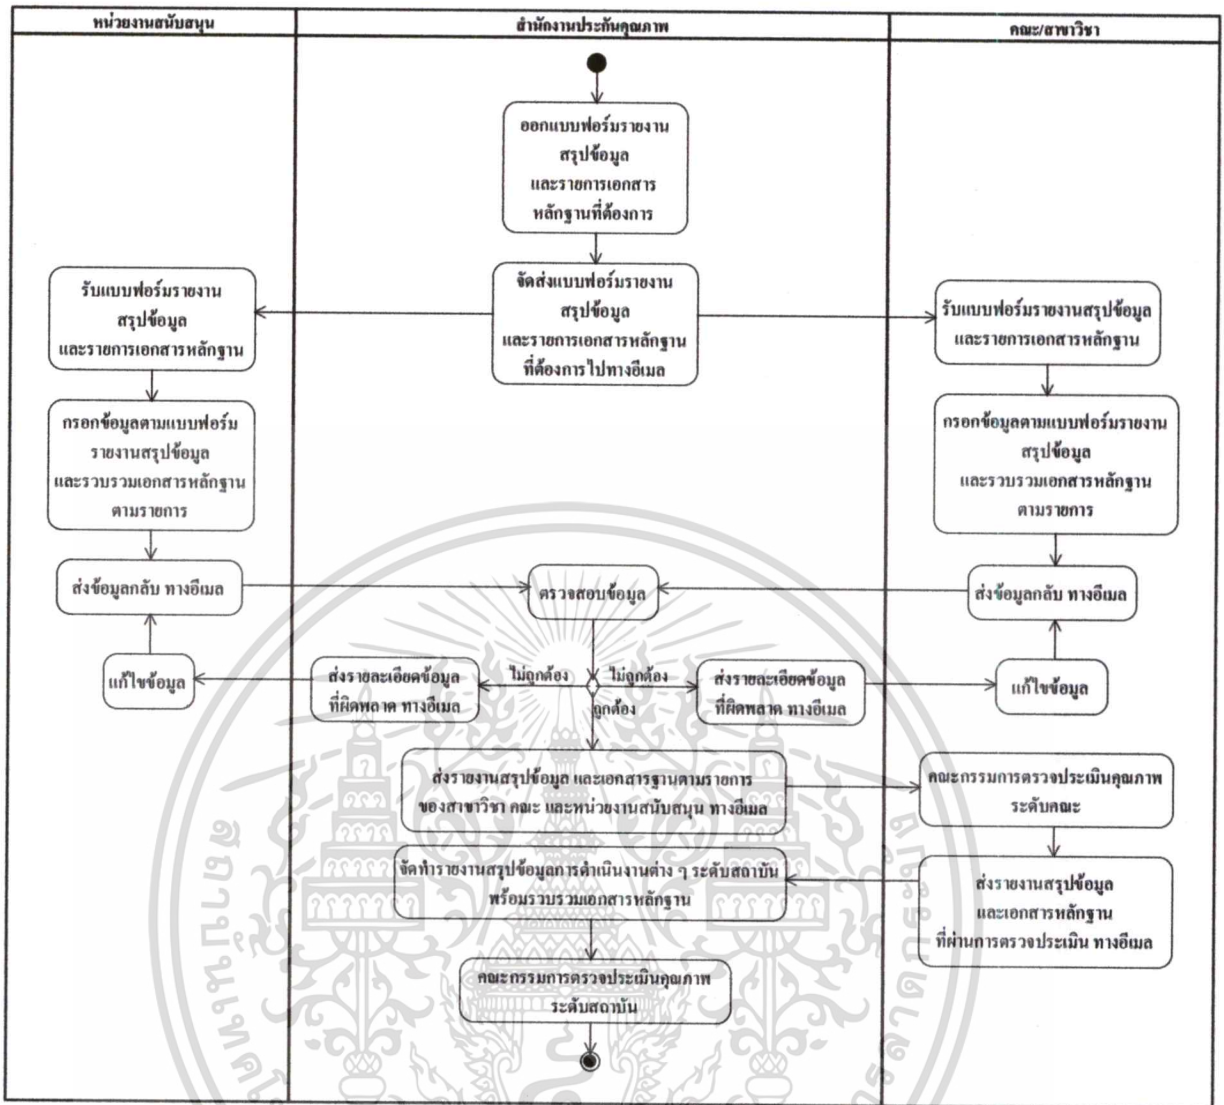 หน่วยงานสนับสนุน
สำนักงานประกันคุณภาพ
คณะ/สาขาวิชา
ออกแบบฟอร์มรายงาน
สรุปข้อมูล
และรายการเอกสาร
หลักฐานที่ต้องการ
จัดส่งแบบฟอร์มรายงาน
สรุปข้อมูล
และรายการเอกสารหลักฐาน
ที่ต้องการไปทางอีเมล
รับแบบฟอร์มรายงาน
สรุปข้อมูล
และรายการเอกสารหลักฐาน
รับแบบฟอร์มรายงานสรุปข้อมูล
และรายการเอกสารหลักฐาน
กรอกข้อมูลตามแบบฟอร์ม
รายงานสรุปข้อมูล
และรวบรวมเอกสารหลักฐาน
ตามรายการ
กรอกข้อมูลตามแบบฟอร์มรายงาน
สรุปข้อมูล
และรวบรวมเอกสารหลักฐาน
ตามรายการ
ส่งข้อมูลกลับ ทางอีเมล
ตรวจสอบข้อมูล
ส่งข้อมูลกลับ ทางอีเมล
แก้ไขข้อมูล
ส่งรายละเอียดข้อมูล
ที่ผิดพลาด ทางอีเมล
ไม่ถูกต้อง
ไม่ถูกต้อง
ถูกต้อง
ส่งรายละเอียดข้อมูล
ที่ผิดพลาด ทางอีเมล
แก้ไขข้อมูล
ส่งรายงานสรุปข้อมูล และเอกสารฐานตามรายการ
ของสาขาวิชา คณะ และหน่วยงานสนับสนุน ทางอีเมล
คณะกรรมการตรวจประเมินคุณภาพ
ระดับคณะ
จัดทำรายงานสรุปข้อมูลการดำเนินงานต่าง ๆ ระดับสถาบัน
พร้อมรวบรวมเอกสารหลักฐาน
ส่งรายงานสรุปข้อมูล
และเอกสารหลักฐาน
ที่ผ่านการตรวจประเมิน ทางอีเมล
คณะกรรมการตรวจประเมินคุณภาพ
ระดับสถาบัน